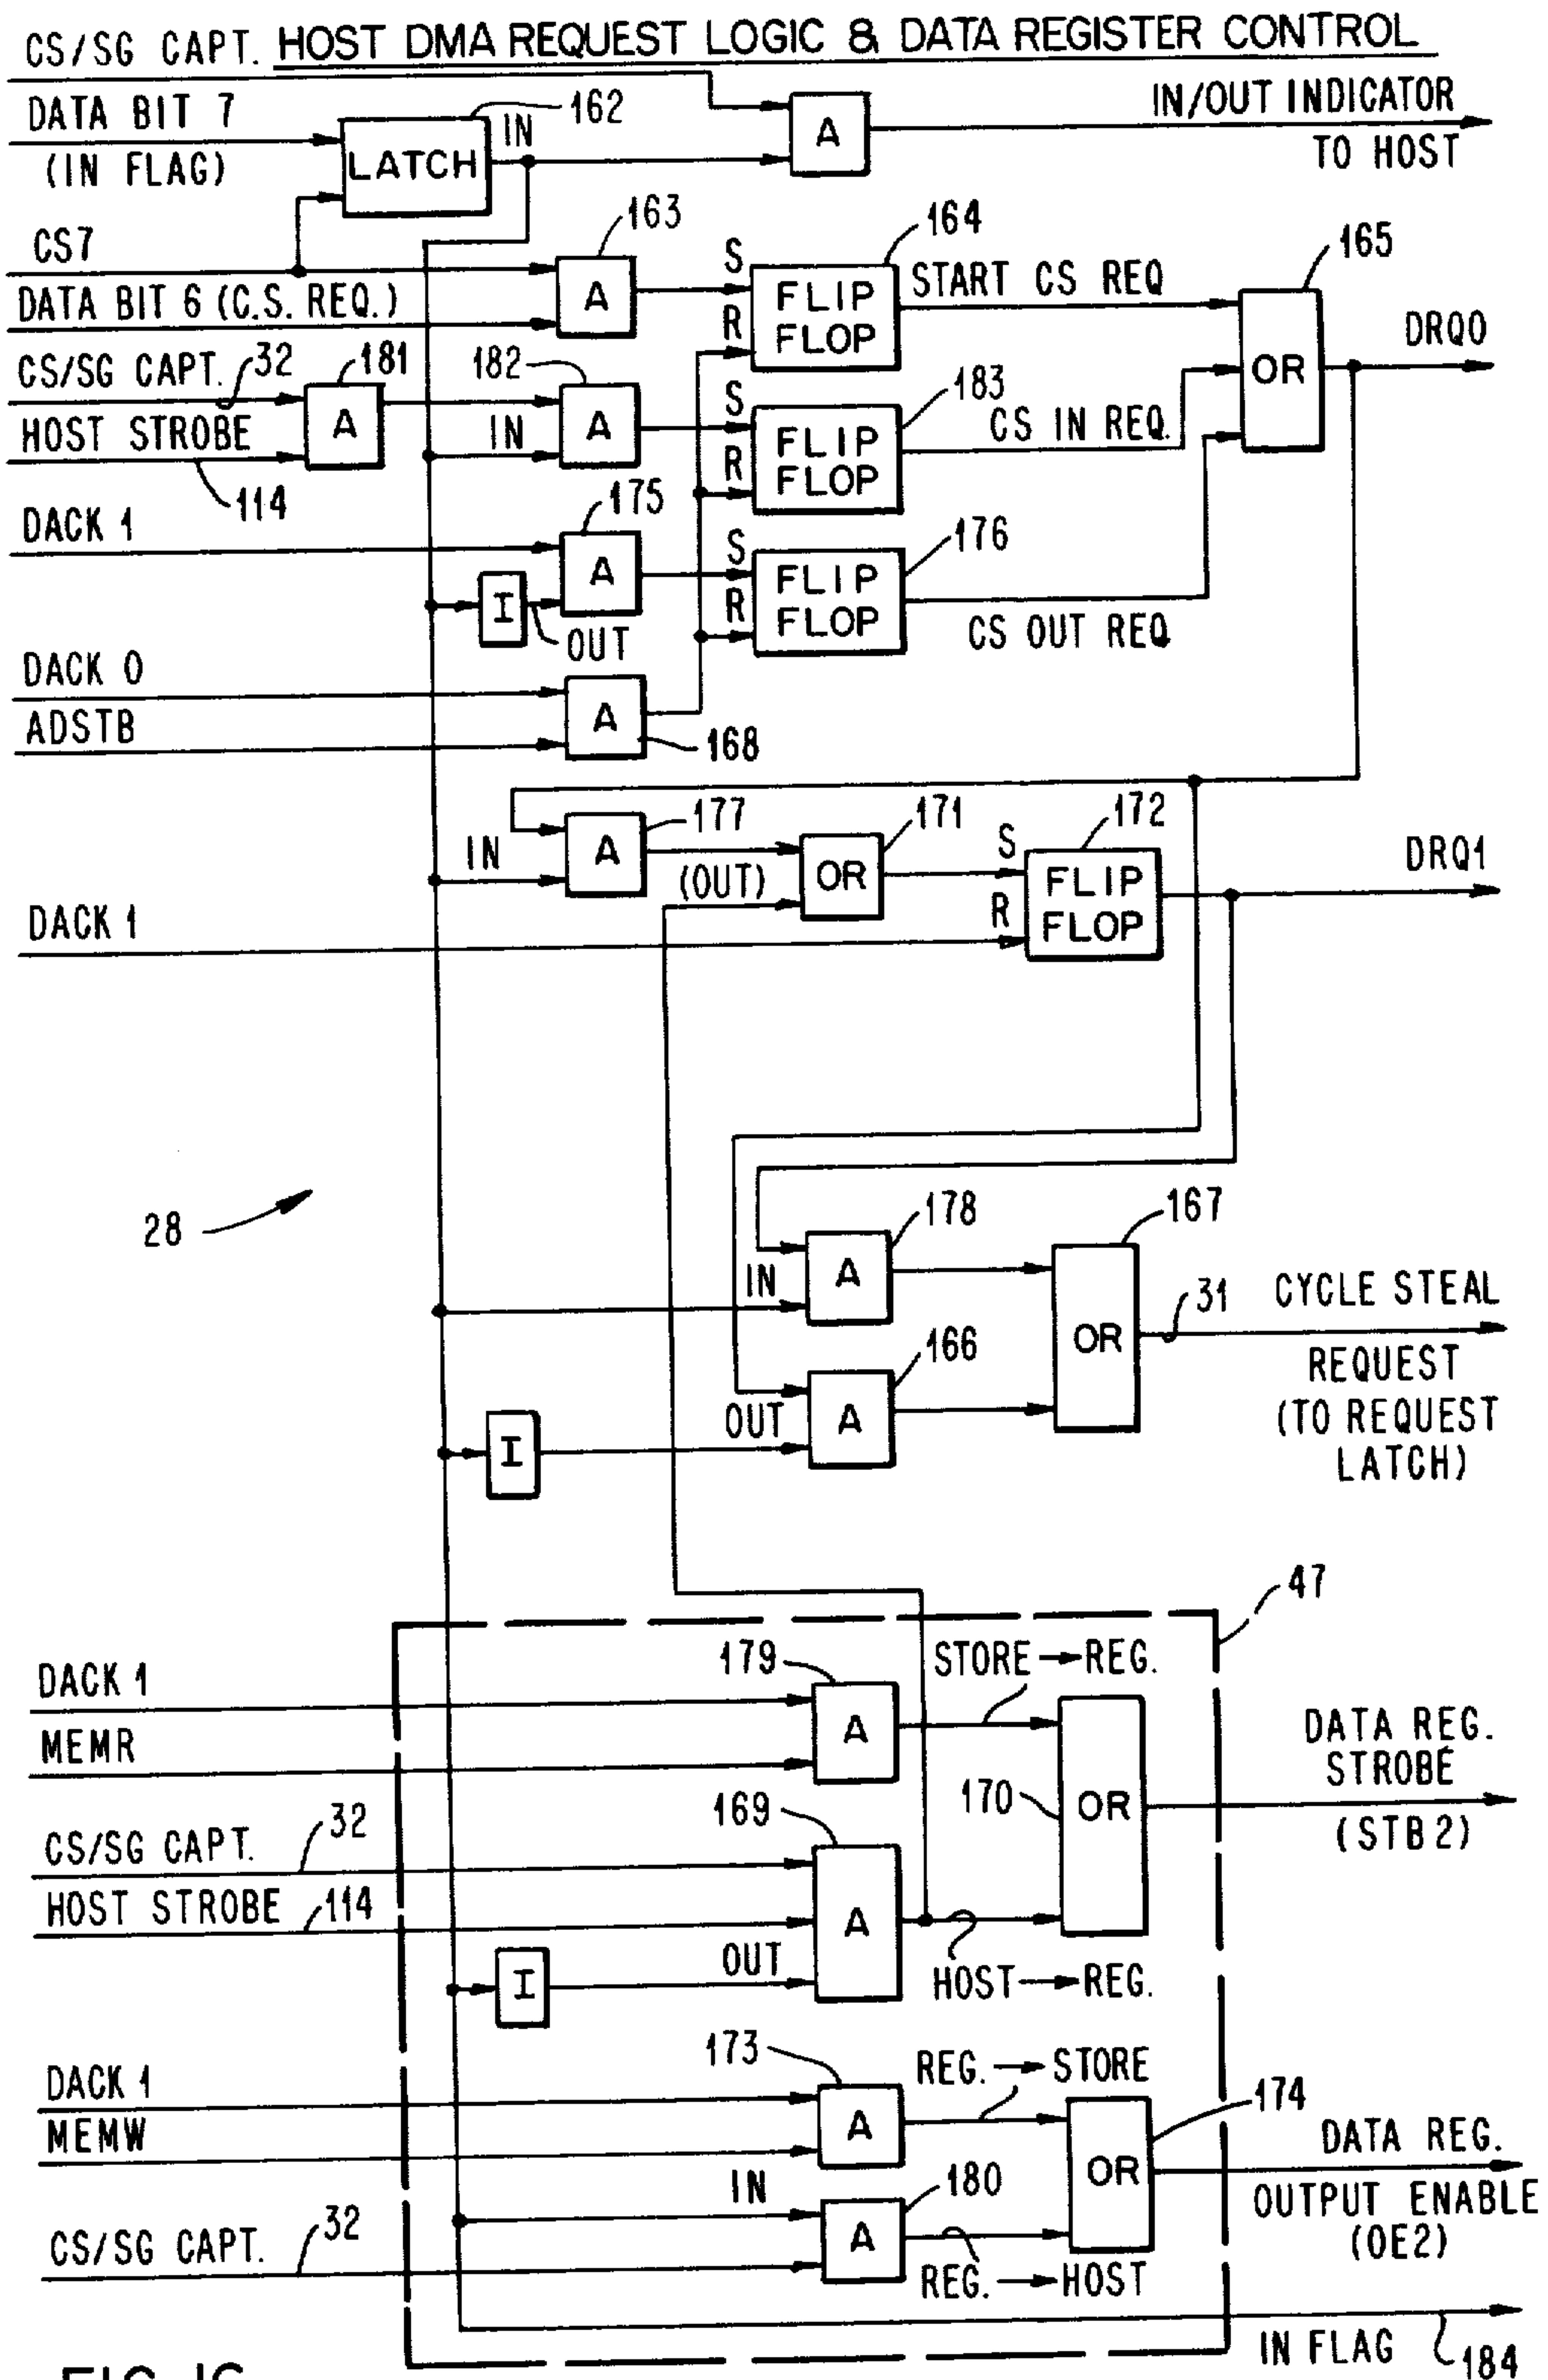 CS/SG CAPT. HOST DMA REQUEST LOGIC & DATA REGISTER CONTROL
DATA BIT 7
(IN FLAG)
162
LATCH
IN
A
IN/OUT INDICATOR
TO HOST
CS7
163
164
165
DATA BIT 6 (C.S. REQ.)
A
S
R
FLIP
FLOP
START CS REQ
OR
DRQ0
CS/SG CAPT.
32
181
182
183
HOST STROBE
A
IN
A
S
R
FLIP
FLOP
CS IN REQ.
114
DACK 1
175
176
A
I
OUT
S
R
FLIP
FLOP
CS OUT REQ
DACK 0
ADSTB
A
168
177
171
172
IN
A
(OUT)
OR
S
R
FLIP
FLOP
DRQ1
DACK 1
28
178
167
IN
A
OR
31
CYCLE STEAL
REQUEST
(TO REQUEST
LATCH)
166
OUT
A
I
47
DACK 1
MEMR
179
A
STORE → REG.
170
OR
DATA REG.
STROBE
(STB2)
CS/SG CAPT.
32
169
HOST STROBE
114
A
I
OUT
HOST → REG.
DACK 1
MEMW
173
A
REG. → STORE
174
OR
DATA REG.
OUTPUT ENABLE
(OE2)
IN
180
CS/SG CAPT.
32
A
REG. → HOST
IN FLAG
184
FIG. 16